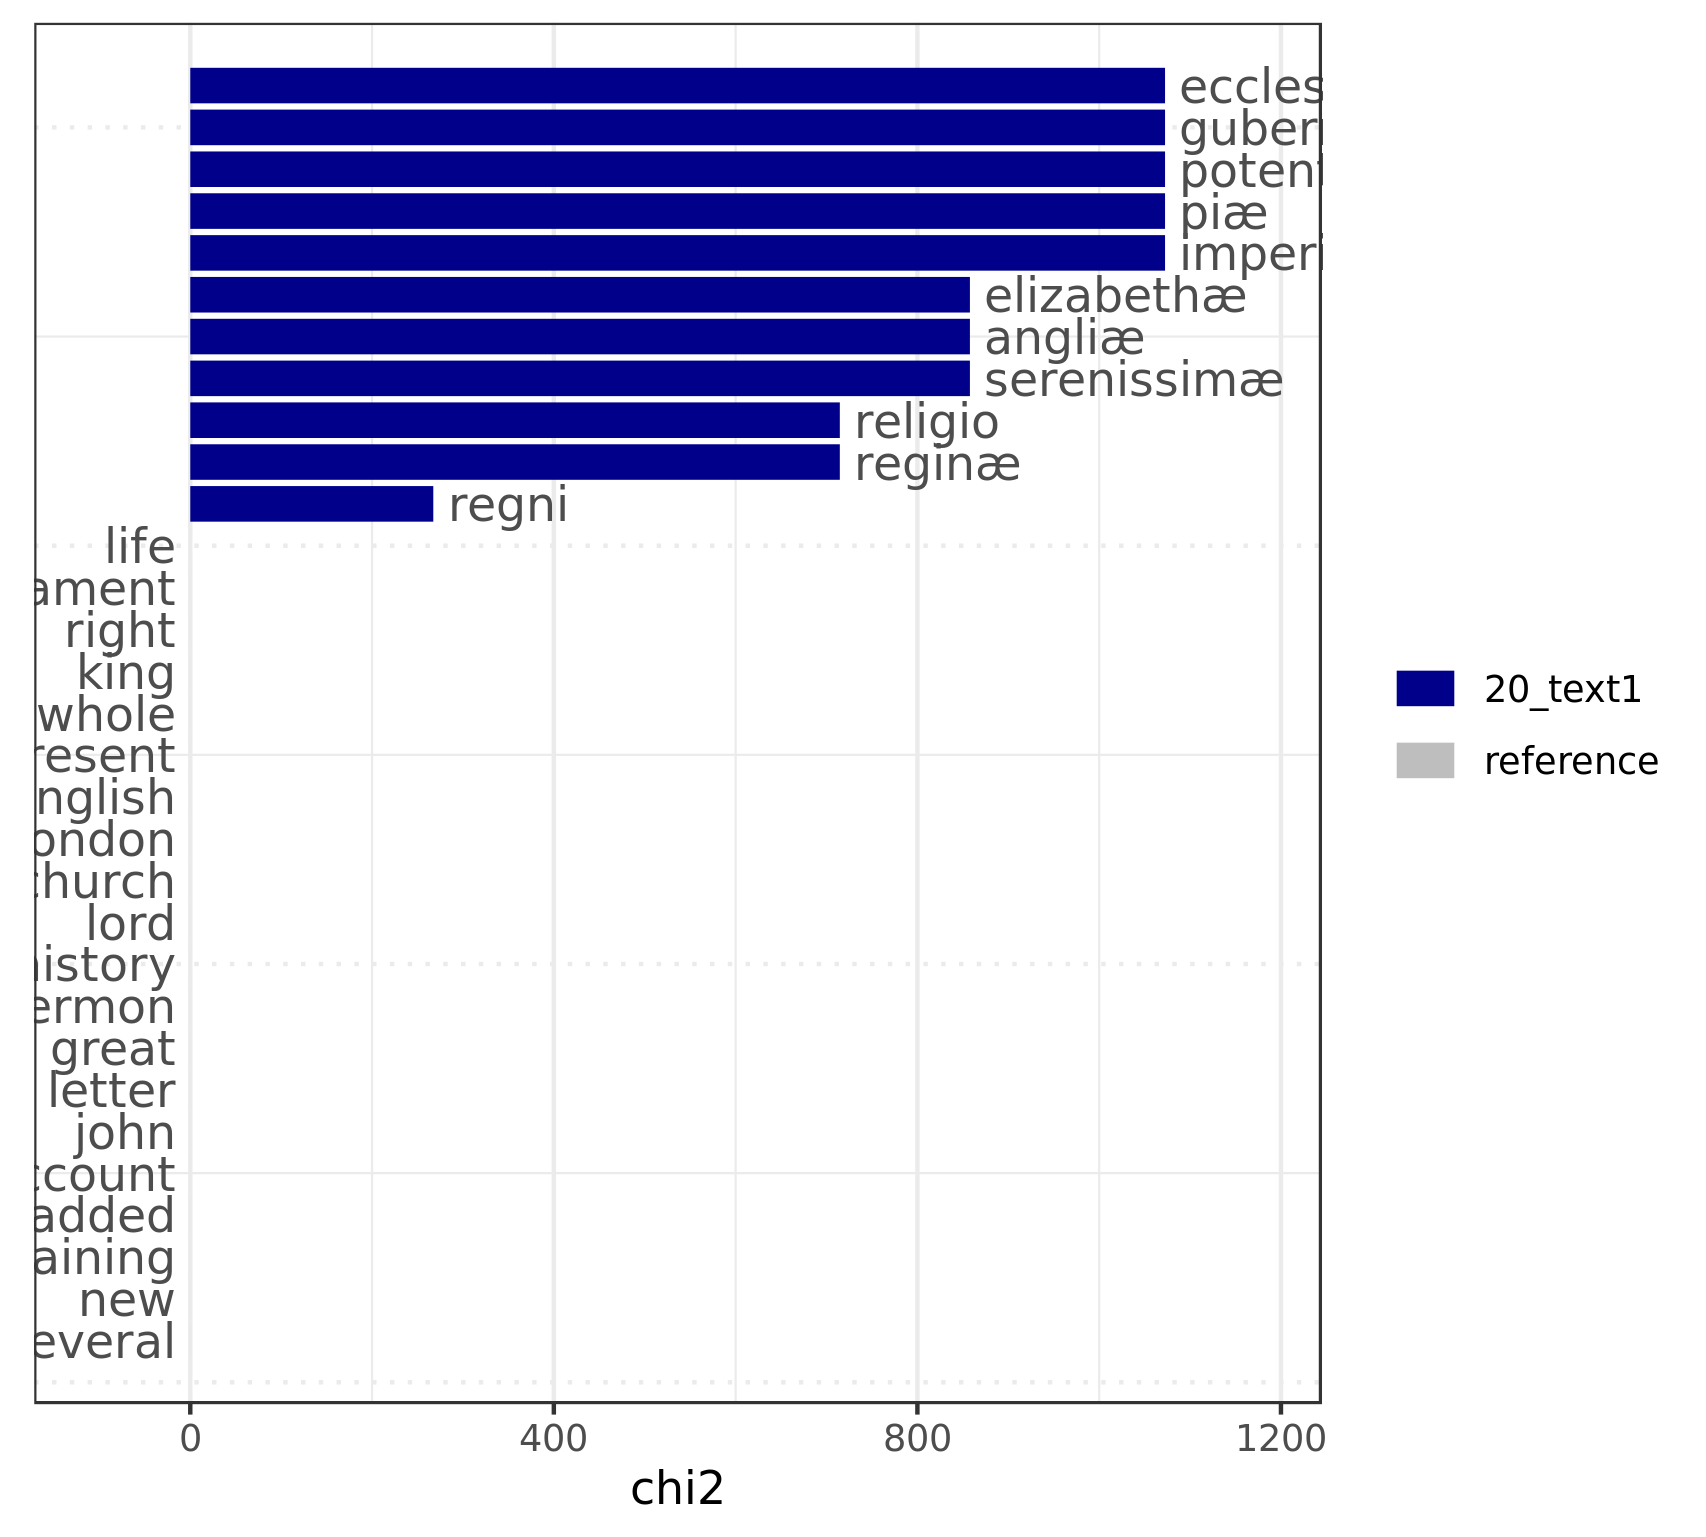 eccles
guber
poten
piæ
imperi
elizabethæ
angliæ
serenissimæ
religio
reginæ
regni
life
ament
right
king
whole
resent
nglish
ondon
church
lord
history
ermon
great
letter
john
ccount
added
aining
new
everal
0 400 800 1200
chi2
20_text1
reference